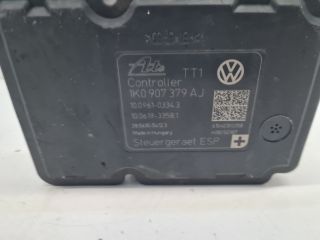 Ate TT1
Controller
1K0 907 379 AJ
10.0961-0334.3
10.0619-3358.1
Made in Hungary
Steuergeraet ESP